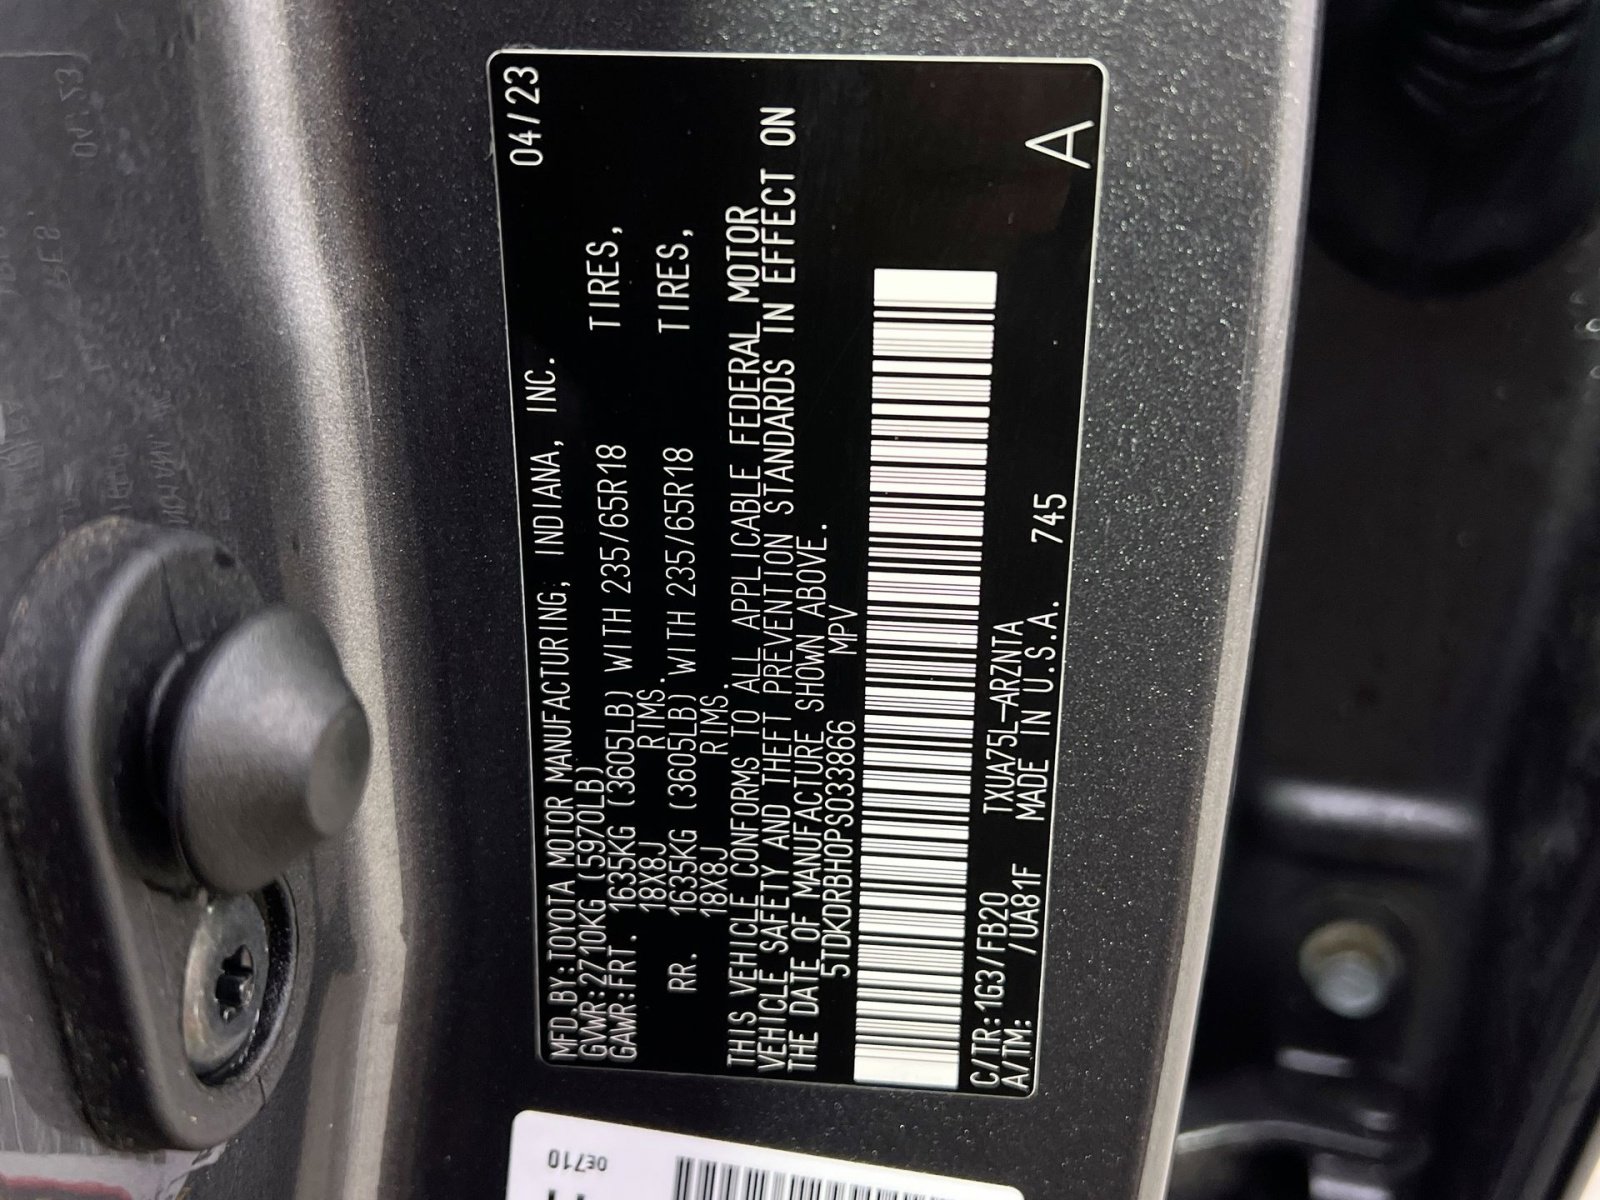 MFD.BY:TOYOTA MOTOR MANUFACTURING, INDIANA, INC. 04/23
GVWR:2710KG (5970LB)
GAWR:FRT. 1635KG (3605LB) WITH 235/65R18 TIRES,
18X8J RIMS.
RR. 1635KG (3605LB) WITH 235/65R18 TIRES,
18X8J RIMS.
THIS VEHICLE CONFORMS TO ALL APPLICABLE FEDERAL MOTOR
VEHICLE SAFETY AND THEFT PREVENTION STANDARDS IN EFFECT ON
THE DATE OF MANUFACTURE SHOWN ABOVE.
5TDKDRBH0PS033866 MPV
C/TR:1G3/FB20 TXUA75L-ARZNTA
A/TM: /UA81F MADE IN U.S.A. 745
A
0E710